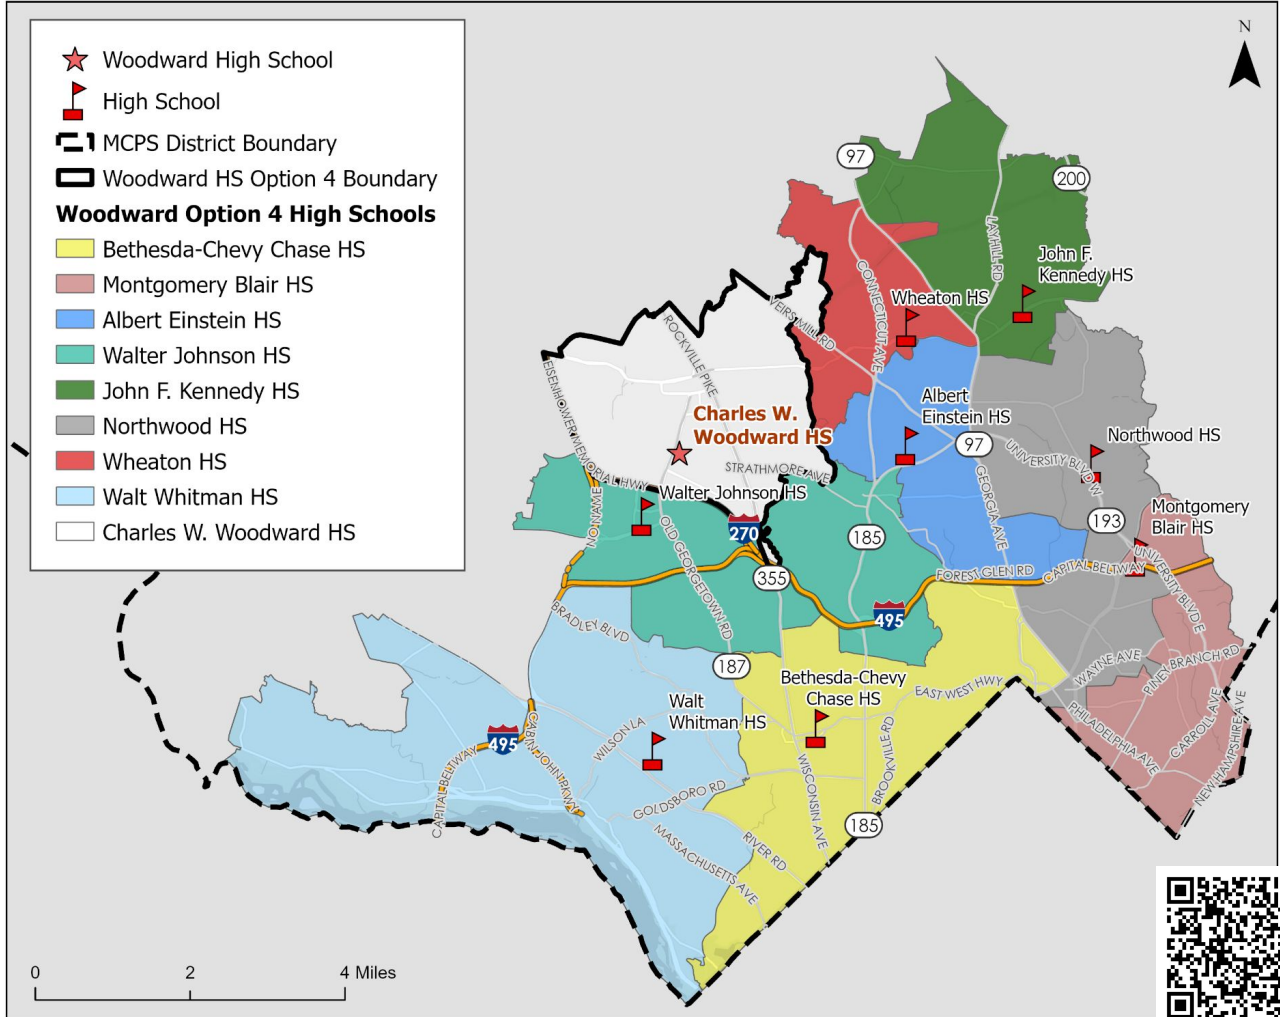 Woodward High School
High School
MCPS District Boundary
Woodward HS Option 4 Boundary
Woodward Option 4 High Schools
Bethesda-Chevy Chase HS
Montgomery Blair HS
Albert Einstein HS
Walter Johnson HS
John F. Kennedy HS
Northwood HS
Wheaton HS
Walt Whitman HS
Charles W. Woodward HS
N
97
200
LAYHILL RD
John F.
Kennedy HS
CONNECTICUT AVE
Wheaton HS
VEIRS MILL RD
ROCKVILLE PIKE
EISENHOWER MEMORIAL HWY
Charles W.
Woodward HS
Albert
Einstein HS
97
Northwood HS
UNIVERSITY BLVD W
STRATHMORE AVE
GEORGIA AVE
Walter Johnson HS
NO NAME
OLD GEORGETOWN RD
270
185
193
Montgomery
Blair HS
355
FOREST GLEN RD
CAPITAL BELTWAY
UNIVERSITY BLVD E
BRADLEY BLVD
495
187
WAYNE AVE
PINEY BRANCH RD
Bethesda-Chevy
Chase HS
EAST WEST HWY
Walt
Whitman HS
WILSON LA
CABIN JOHN PKWY
495
CAPITAL BELTWAY
BROOKVILLE RD
WISCONSIN AVE
PHILADELPHIA AVE
CARROLL AVE
NEW HAMPSHIRE AVE
GOLDSBORO RD
MASSACHUSETTS AVE
RIVER RD
185
0
2
4 Miles